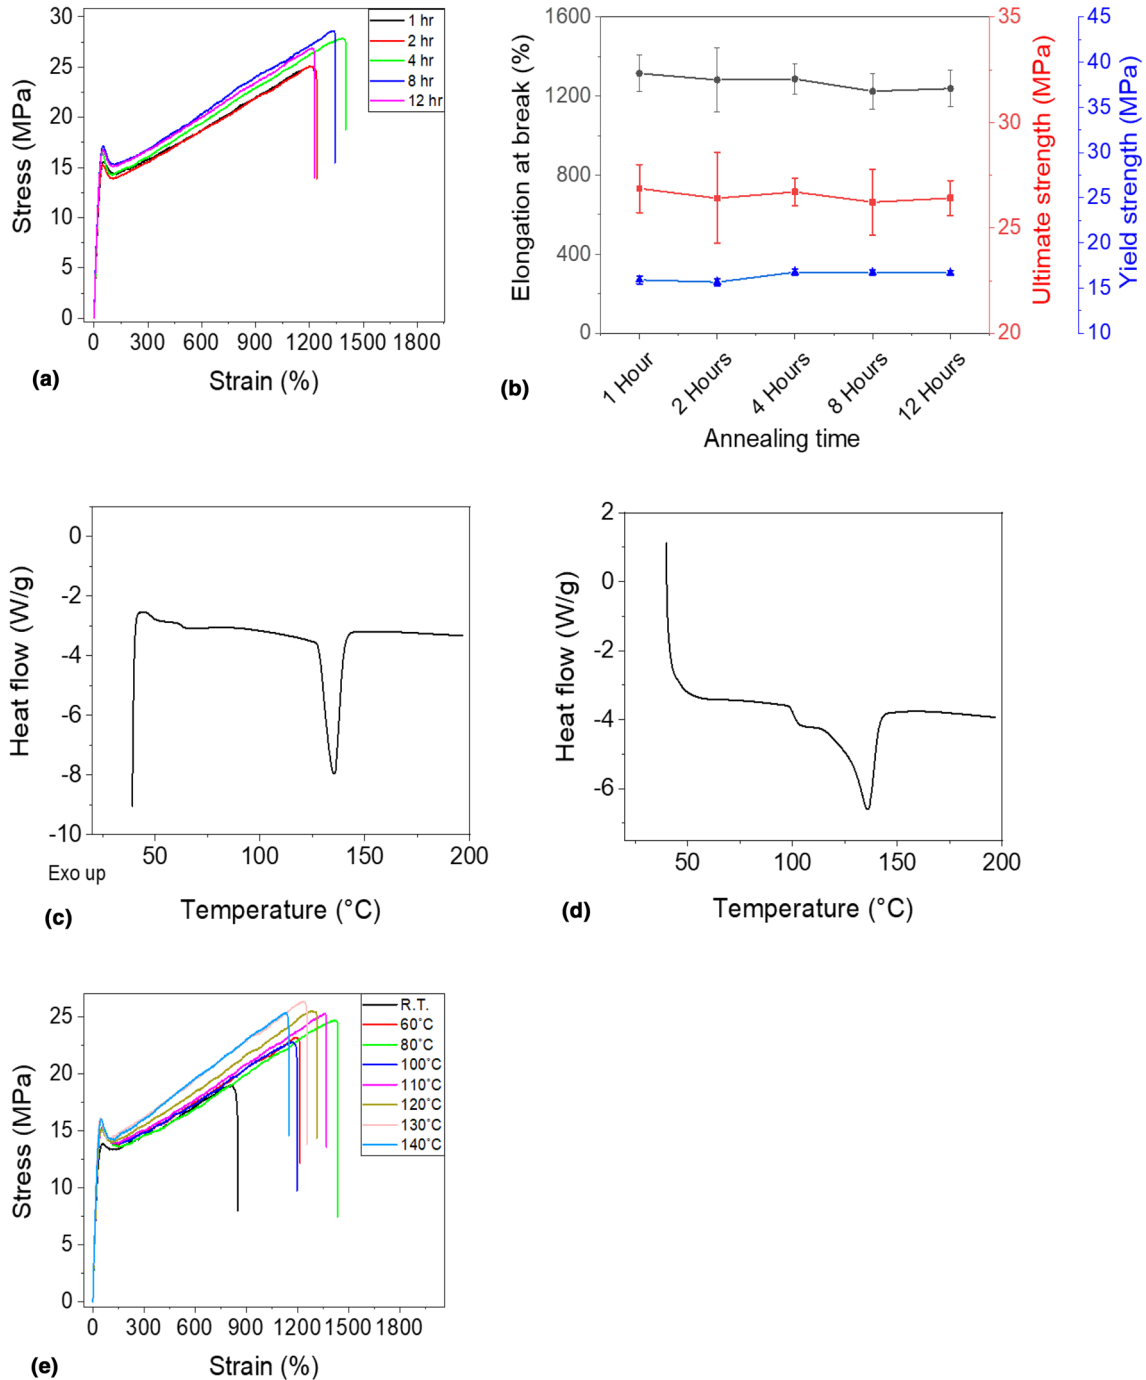 30
25
20
15
10
5
0
Stress (MPa)
1 hr
2 hr
4 hr
8 hr
12 hr
0 300 600 900 1200 1500 1800
Strain (%)
(a)
1600
1200
800
400
0
Elongation at break (%)
35
30
25
20
Ultimate strength (MPa)
45
40
35
30
25
20
15
10
Yield strength (MPa)
1 Hour
2 Hours
4 Hours
8 Hours
12 Hours
Annealing time
(b)
0
-2
-4
-6
-8
-10
Heat flow (W/g)
50 100 150 200
Exo up
Temperature (°C)
(c)
2
0
-2
-4
-6
Heat flow (W/g)
50 100 150 200
Temperature (°C)
(d)
25
20
15
10
5
0
Stress (MPa)
R.T.
60°C
80°C
100°C
110°C
120°C
130°C
140°C
0 300 600 900 1200 1500 1800
Strain (%)
(e)